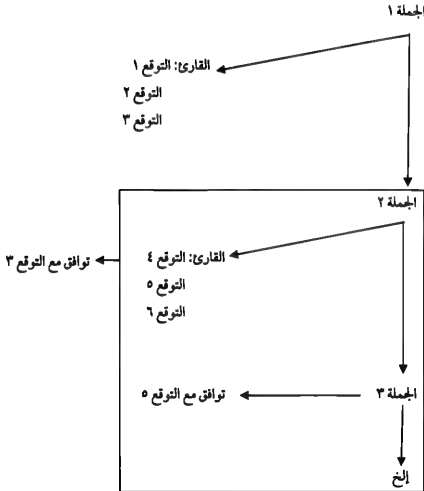 الجملة ١
القارئ: التوقع ١
التوقع ٢
التوقع ٣
الجملة ٢
القارئ: التوقع ٤
توافق مع التوقع ٣
التوقع ٥
التوقع ٦
الجملة ٣
توافق مع التوقع ٥
إلخ